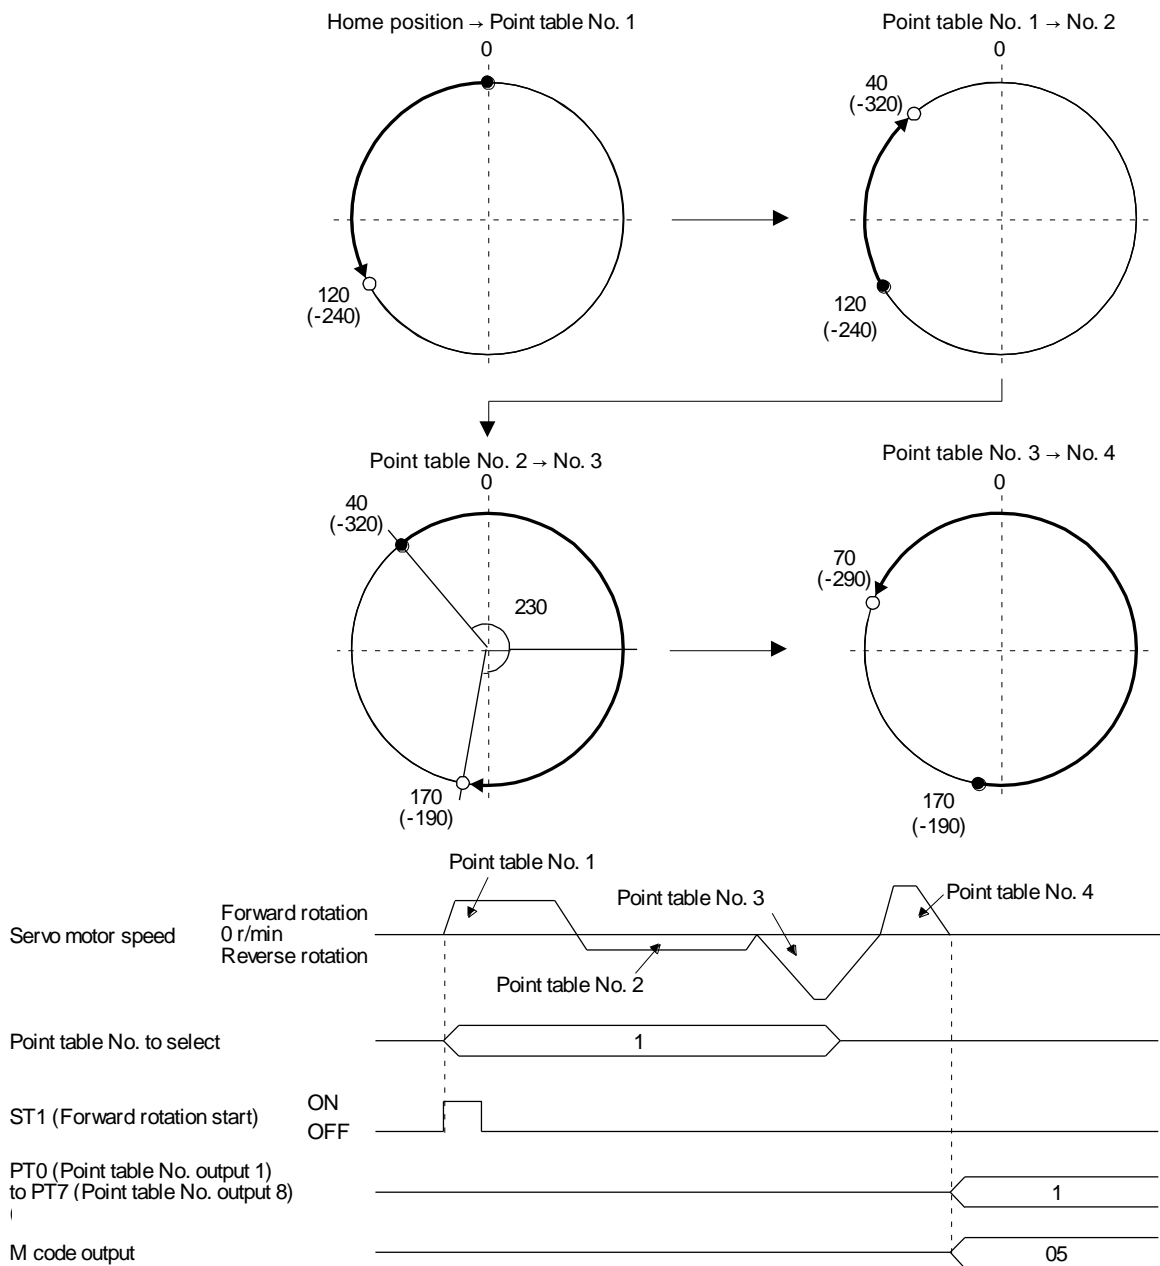 Home position → Point table No. 1
0
120
(-240)
Point table No. 1 → No. 2
0
40
(-320)
120
(-240)
Point table No. 2 → No. 3
0
40
(-320)
230
170
(-190)
Point table No. 3 → No. 4
0
70
(-290)
170
(-190)
Point table No. 1
Point table No. 3
Point table No. 4
Servo motor speed
Forward rotation
0 r/min
Reverse rotation
Point table No. 2
Point table No. to select
1
ST1 (Forward rotation start)
ON
OFF
PT0 (Point table No. output 1)
to PT7 (Point table No. output 8)
1
M code output
05